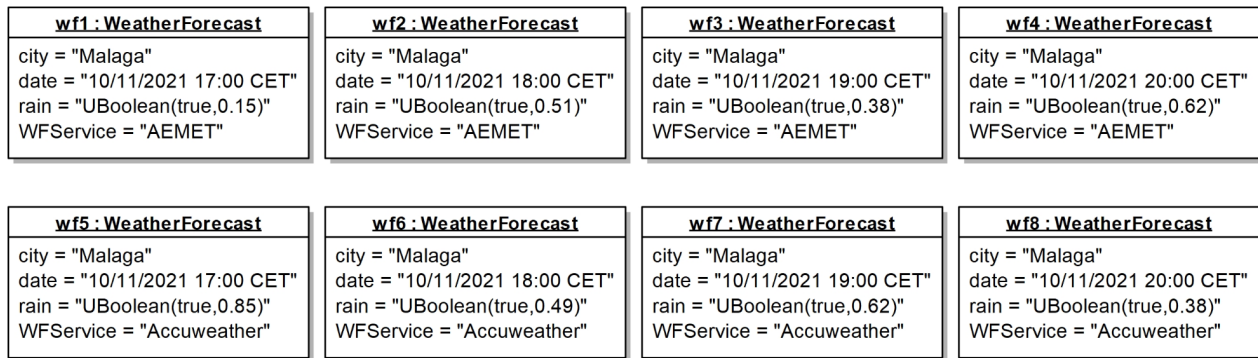 wf1 : WeatherForecast
city = "Malaga"
date = "10/11/2021 17:00 CET"
rain = "UBoolean(true,0.15)"
WFService = "AEMET"
wf2 : WeatherForecast
city = "Malaga"
date = "10/11/2021 18:00 CET"
rain = "UBoolean(true,0.51)"
WFService = "AEMET"
wf3 : WeatherForecast
city = "Malaga"
date = "10/11/2021 19:00 CET"
rain = "UBoolean(true,0.38)"
WFService = "AEMET"
wf4 : WeatherForecast
city = "Malaga"
date = "10/11/2021 20:00 CET"
rain = "UBoolean(true,0.62)"
WFService = "AEMET"
wf5 : WeatherForecast
city = "Malaga"
date = "10/11/2021 17:00 CET"
rain = "UBoolean(true,0.85)"
WFService = "Accuweather"
wf6 : WeatherForecast
city = "Malaga"
date = "10/11/2021 18:00 CET"
rain = "UBoolean(true,0.49)"
WFService = "Accuweather"
wf7 : WeatherForecast
city = "Malaga"
date = "10/11/2021 19:00 CET"
rain = "UBoolean(true,0.62)"
WFService = "Accuweather"
wf8 : WeatherForecast
city = "Malaga"
date = "10/11/2021 20:00 CET"
rain = "UBoolean(true,0.38)"
WFService = "Accuweather"